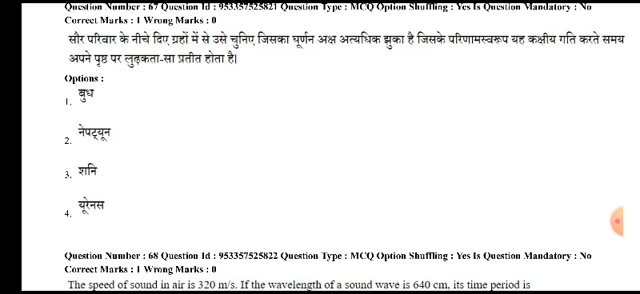 Question Number : 67 Question Id : 953357525821 Question Type : MCQ Option Shuffling : Yes Is Question Mandatory : No
Correct Marks : 1 Wrong Marks : 0
सौर परिवार के नीचे दिए ग्रहों में से उसे चुनिए जिसका घूर्णन अक्ष अत्यधिक झुका है जिसके परिणामस्वरूप यह कक्षीय गति करते समय
अपने पृष्ठ पर लुढ़कता-सा प्रतीत होता है।
Options :
1. बुध
2. नेपट्यून
3. शनि
4. यूरेनस
Question Number : 68 Question Id : 953357525822 Question Type : MCQ Option Shuffling : Yes Is Question Mandatory : No
Correct Marks : 1 Wrong Marks : 0
The speed of sound in air is 320 m/s. If the wavelength of a sound wave is 640 cm, its time period is